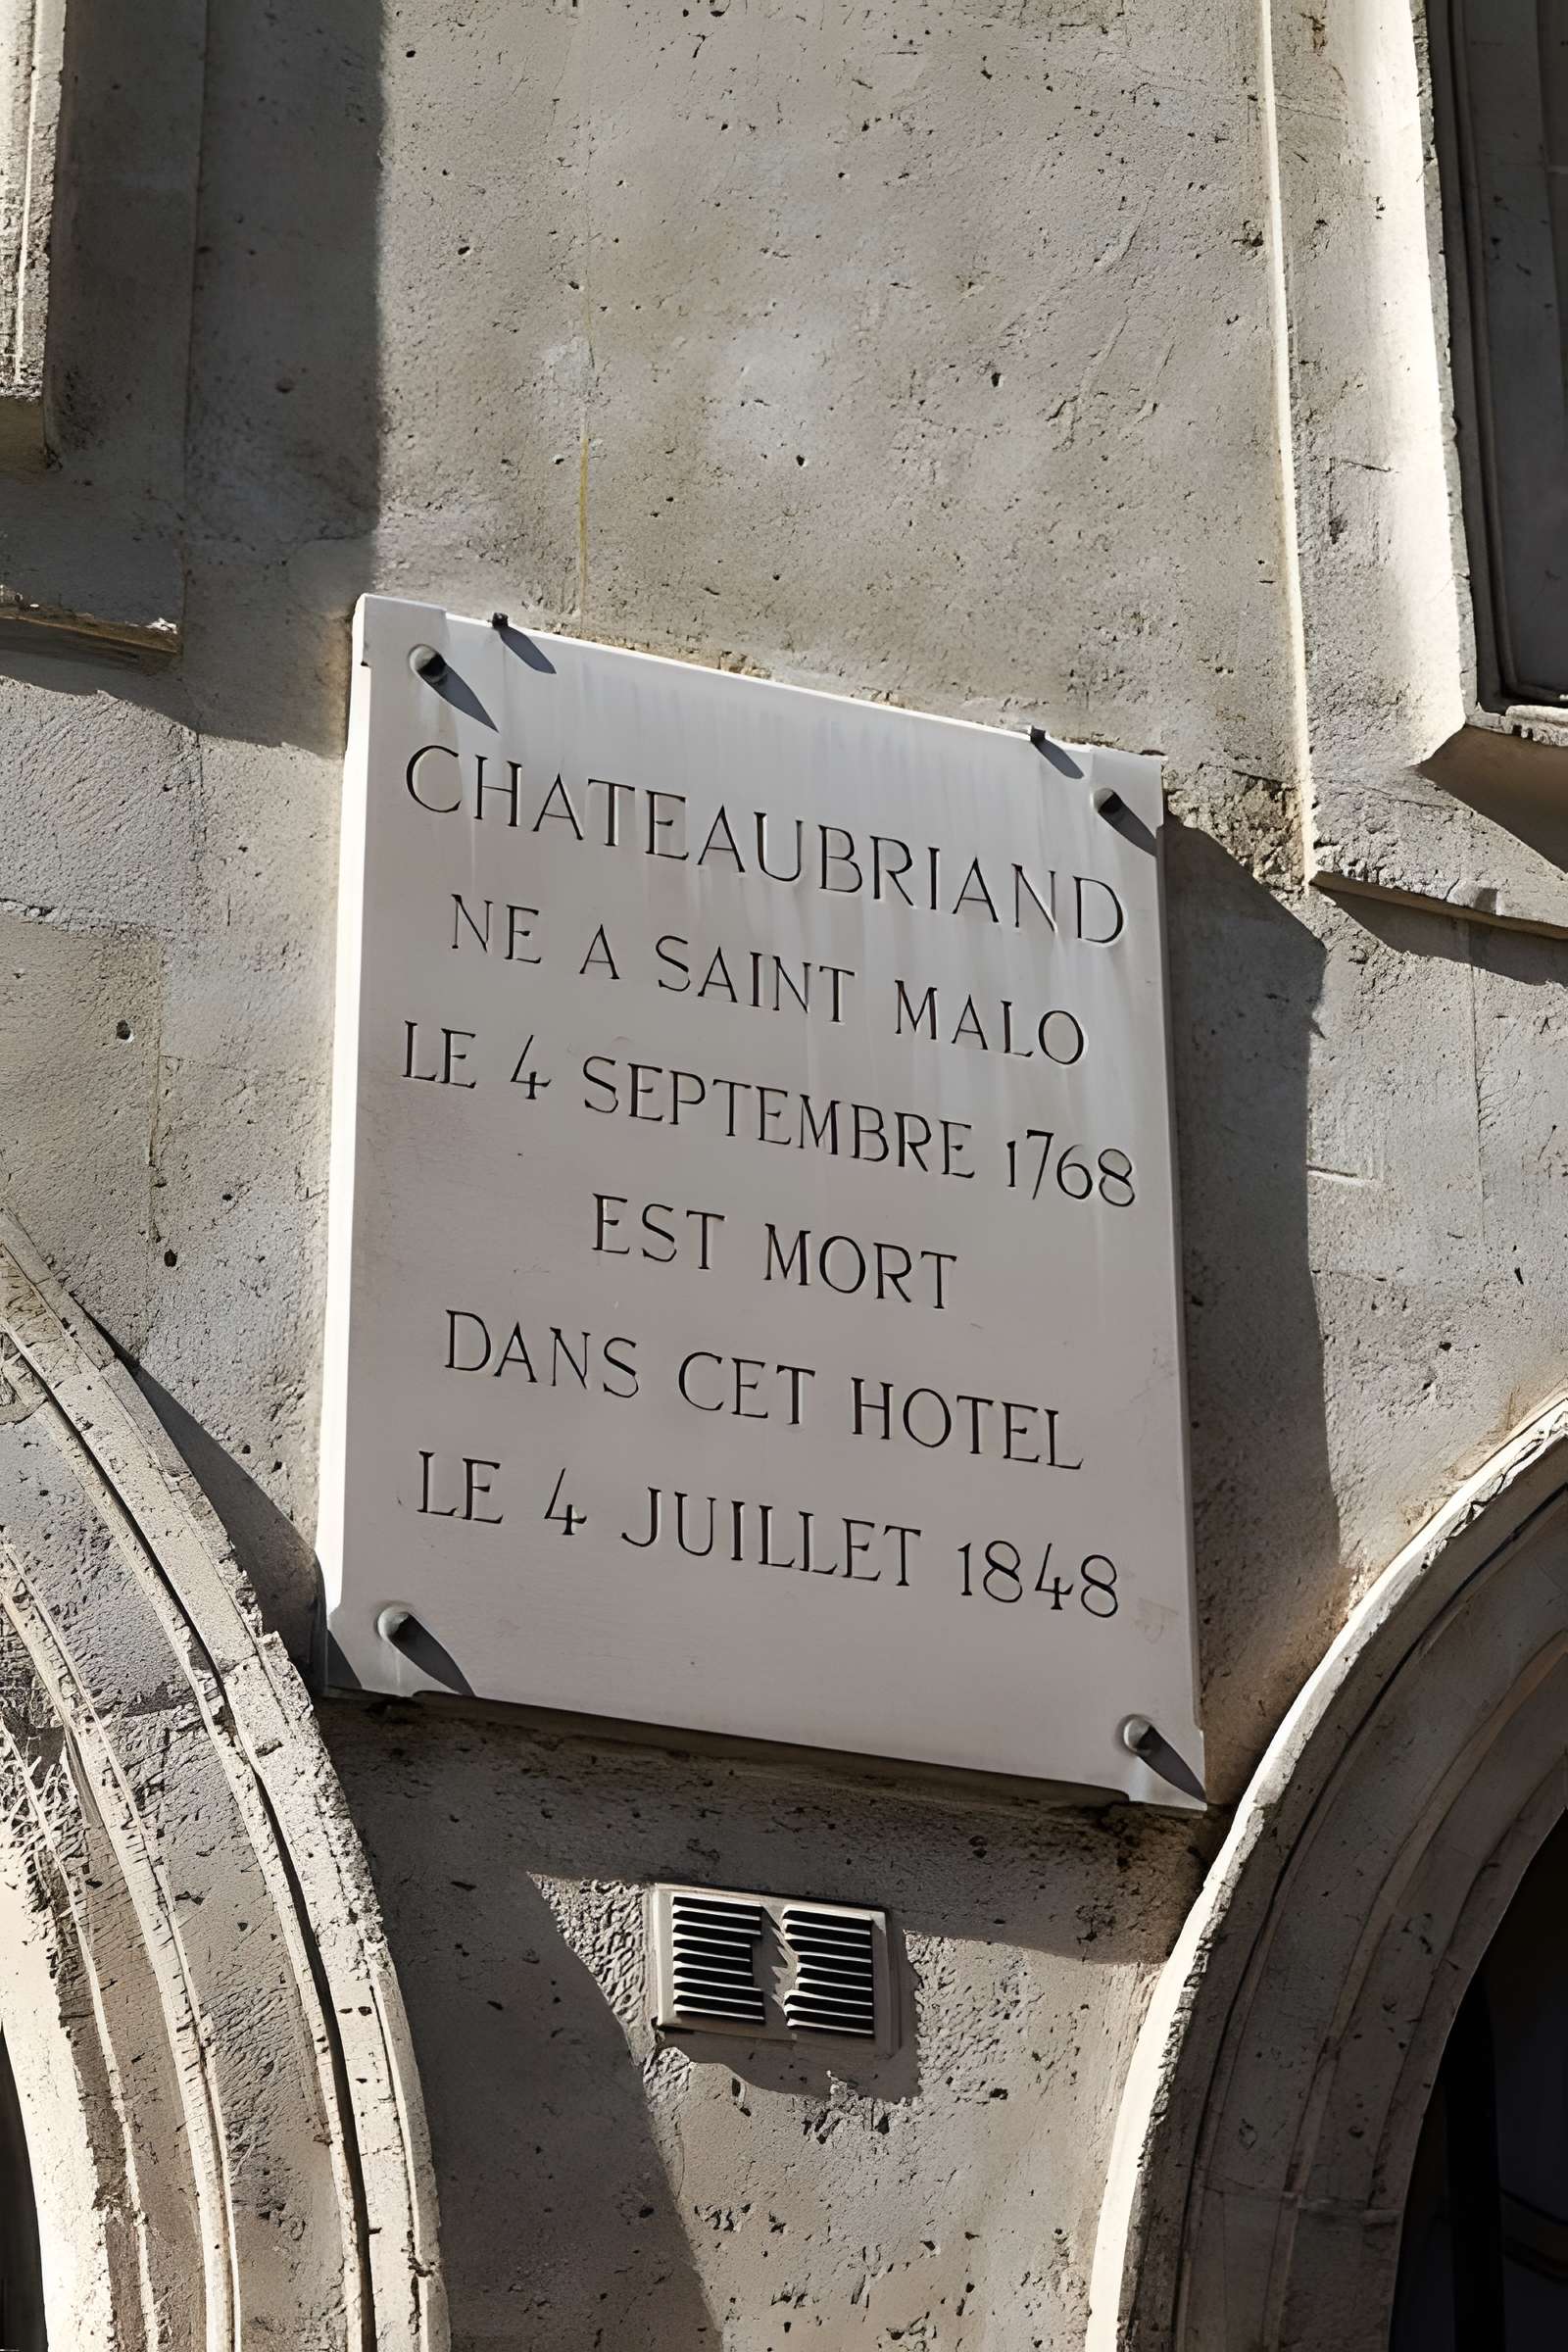 CHATEAUBRIAND
NE A SAINT MALO
LE 4 SEPTEMBRE 1768
EST MORT
DANS CET HOTEL
LE 4 JUILLET 1848